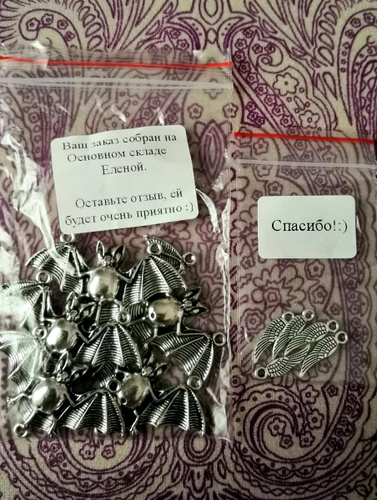 Ваш заказ собран на
Основном складе
Еленой.
Оставьте отзыв, ей
будет очень приятно :)
Спасибо!:)